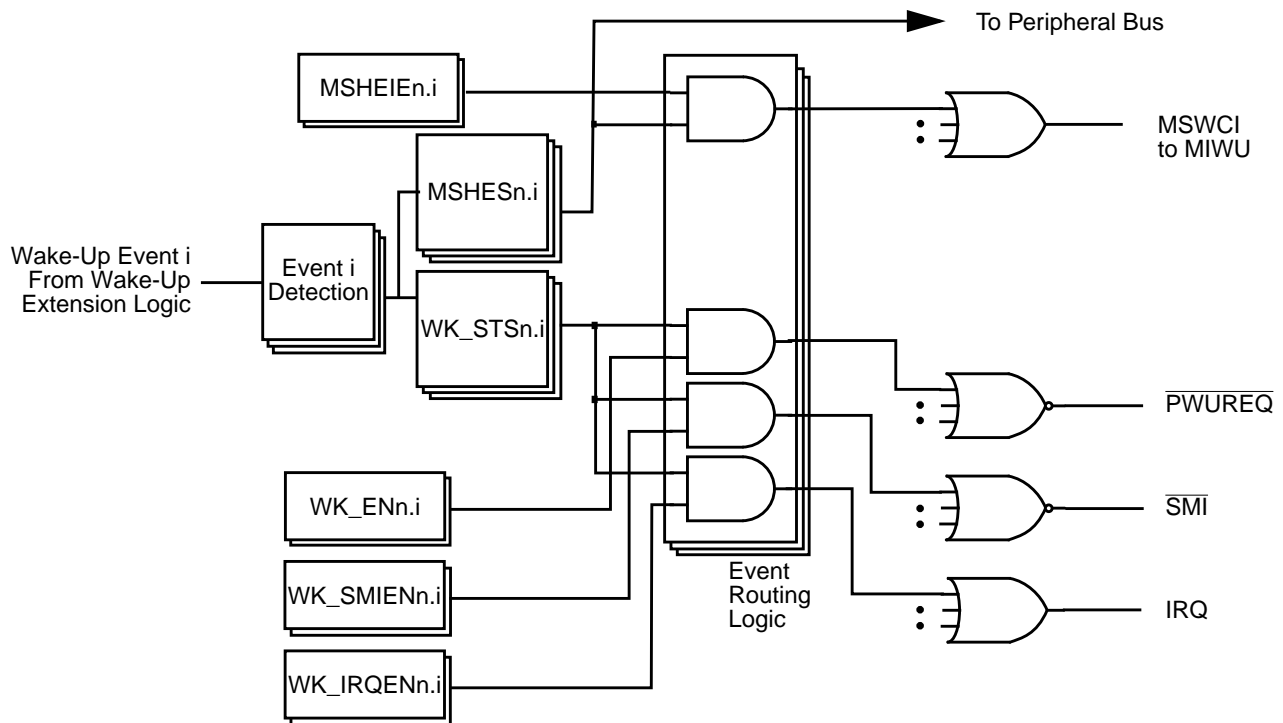 To Peripheral Bus
MSHEIEn.i
MSWCI
to MIWU
MSHESn.i
Wake-Up Event i
From Wake-Up
Extension Logic
Event i
Detection
WK_STSn.i
PWUREQ
WK_ENn.i
SMI
Event
Routing
Logic
WK_SMIENn.i
IRQ
WK_IRQENn.i